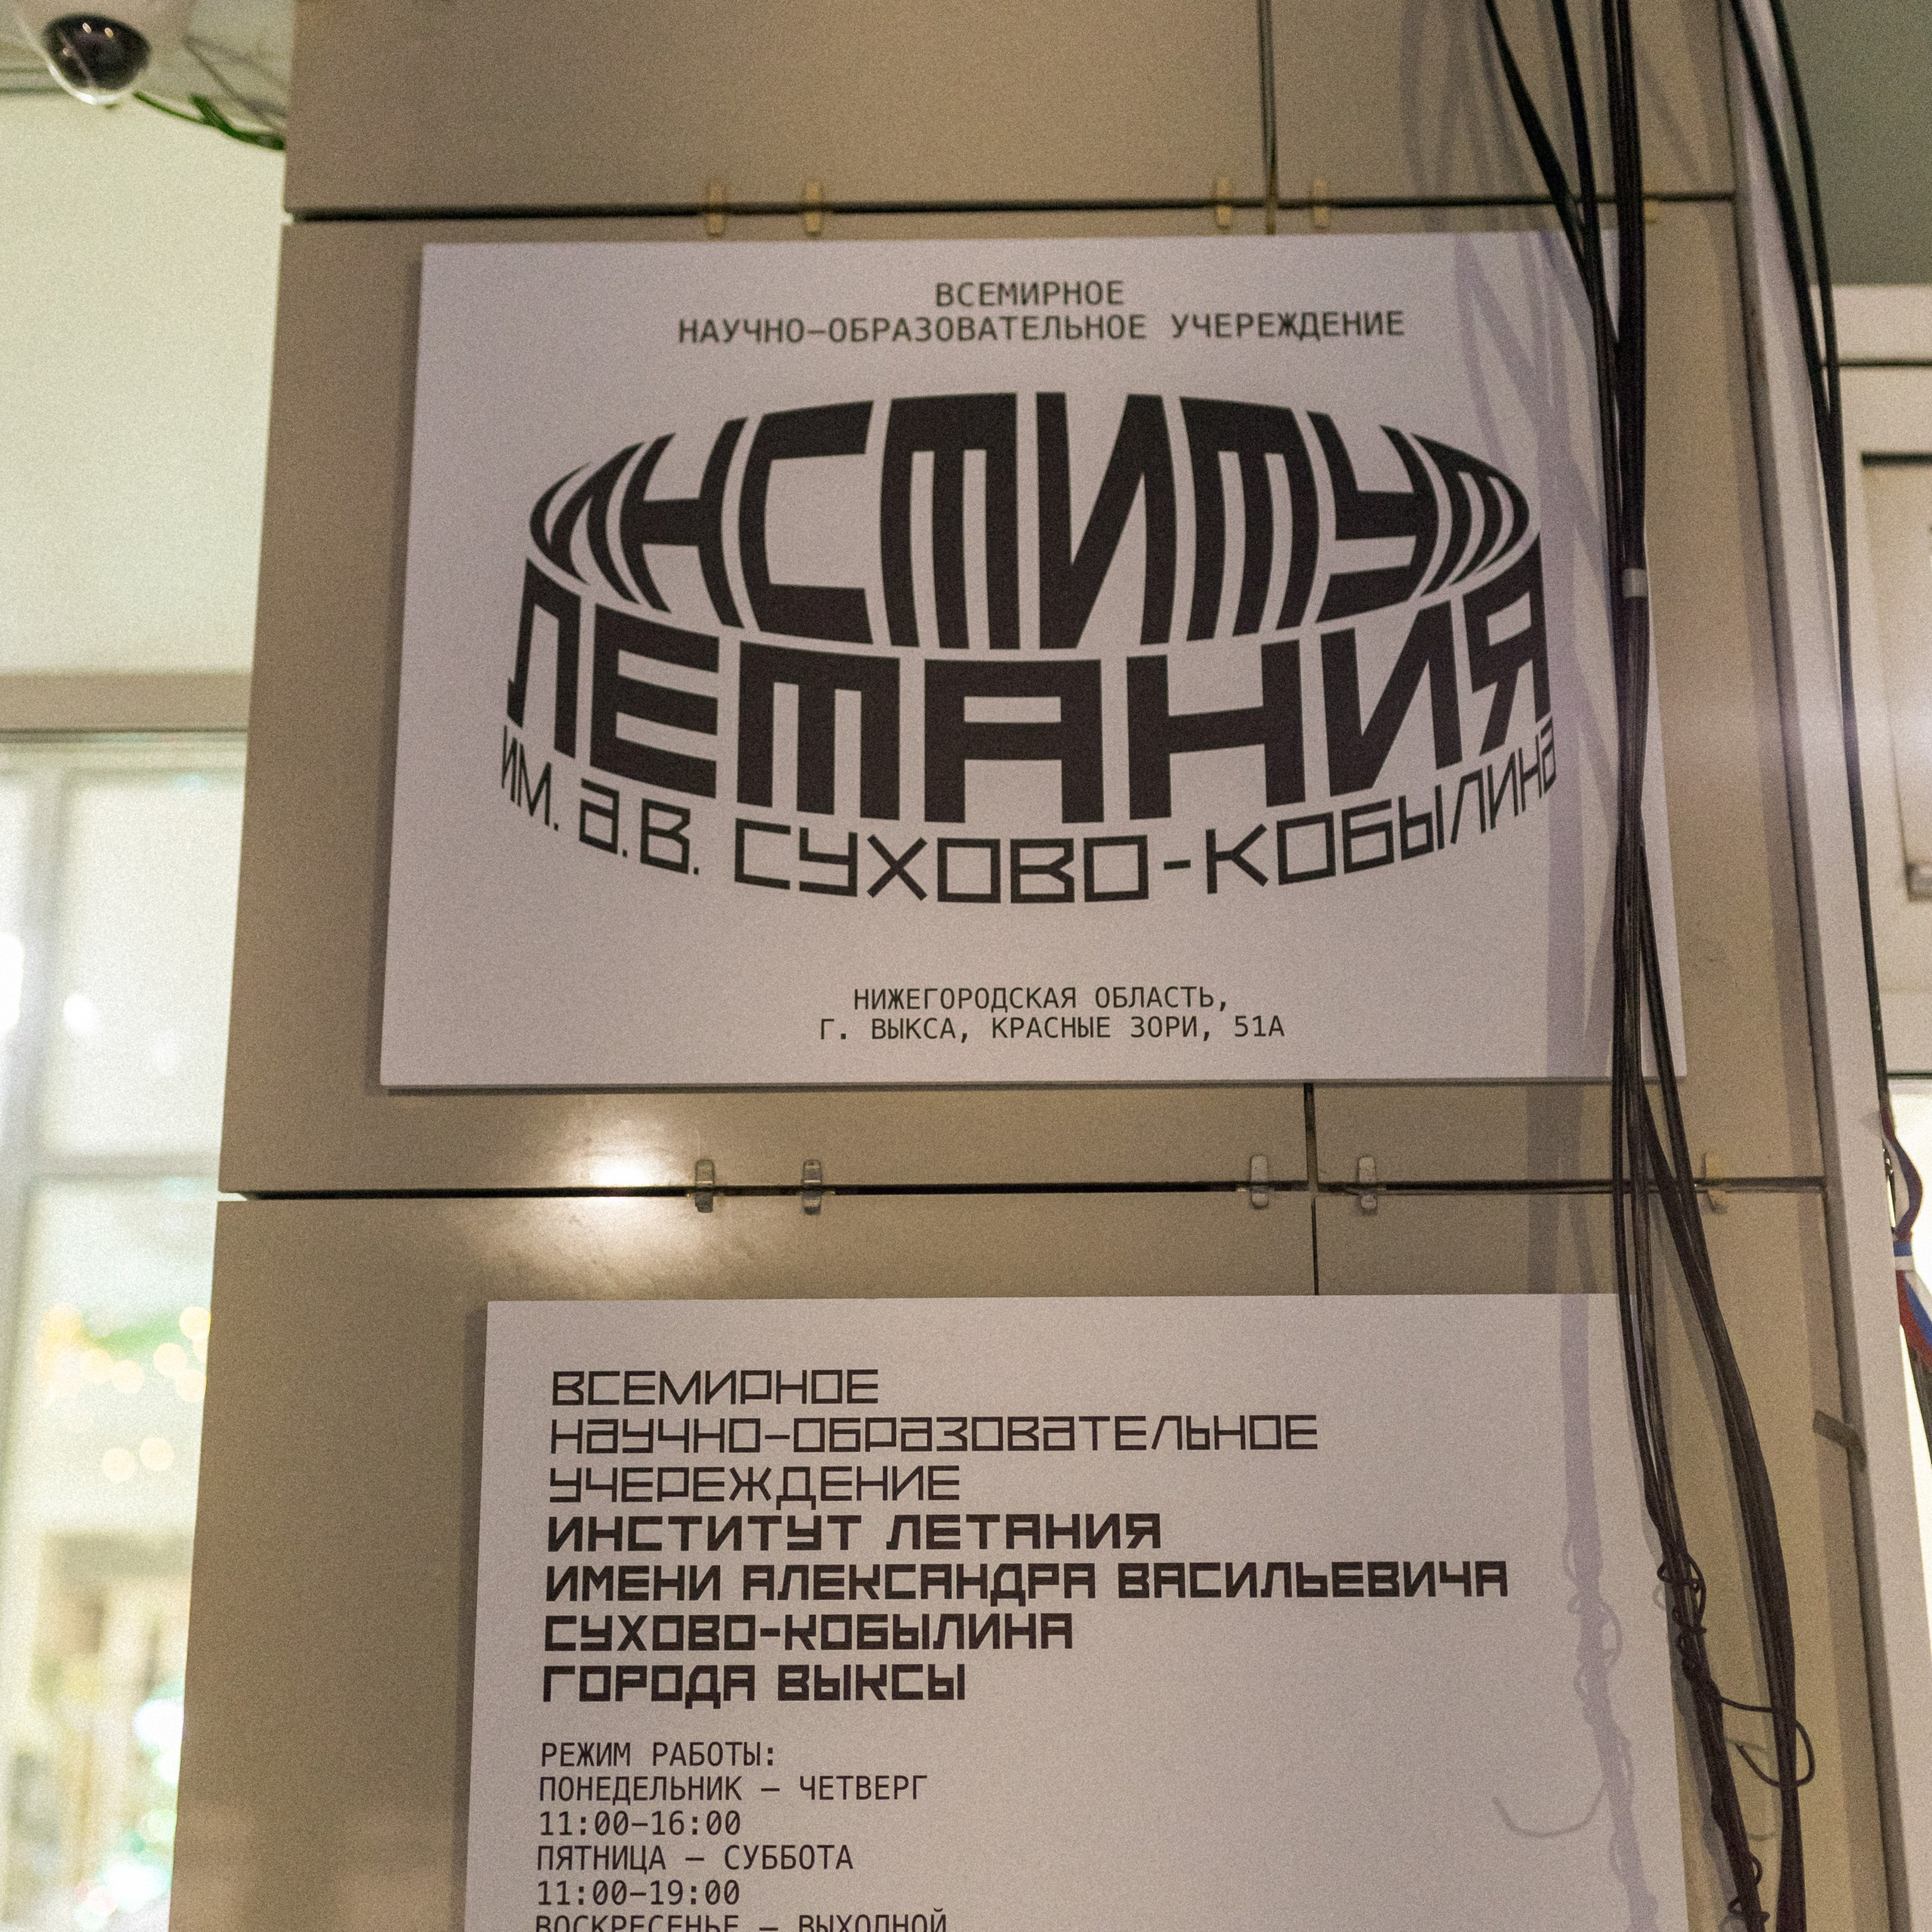 ВСЕМИРНОЕ
НАУЧНО–ОБРАЗОВАТЕЛЬНОЕ УЧЕРЕЖДЕНИЕ
ИНСТИТУТ
ЛЕТАНИЯ
ИМ. А.В. СУХОВО-КОБЫЛИНА
НИЖЕГОРОДСКАЯ ОБЛАСТЬ,
Г. ВЫКСА, КРАСНЫЕ ЗОРИ, 51А
ВСЕМИРНОЕ
НАУЧНО–ОБРАЗОВАТЕЛЬНОЕ
УЧЕРЕЖДЕНИЕ
ИНСТИТУТ ЛЕТАНИЯ
ИМЕНИ АЛЕКСАНДРА ВАСИЛЬЕВИЧА
СУХОВО-КОБЫЛИНА
ГОРОДА ВЫКСЫ
РЕЖИМ РАБОТЫ:
ПОНЕДЕЛЬНИК – ЧЕТВЕРГ
11:00–16:00
ПЯТНИЦА – СУББОТА
11:00–19:00
ВОСКРЕСЕНЬЕ – ВЫХОДНОЙ